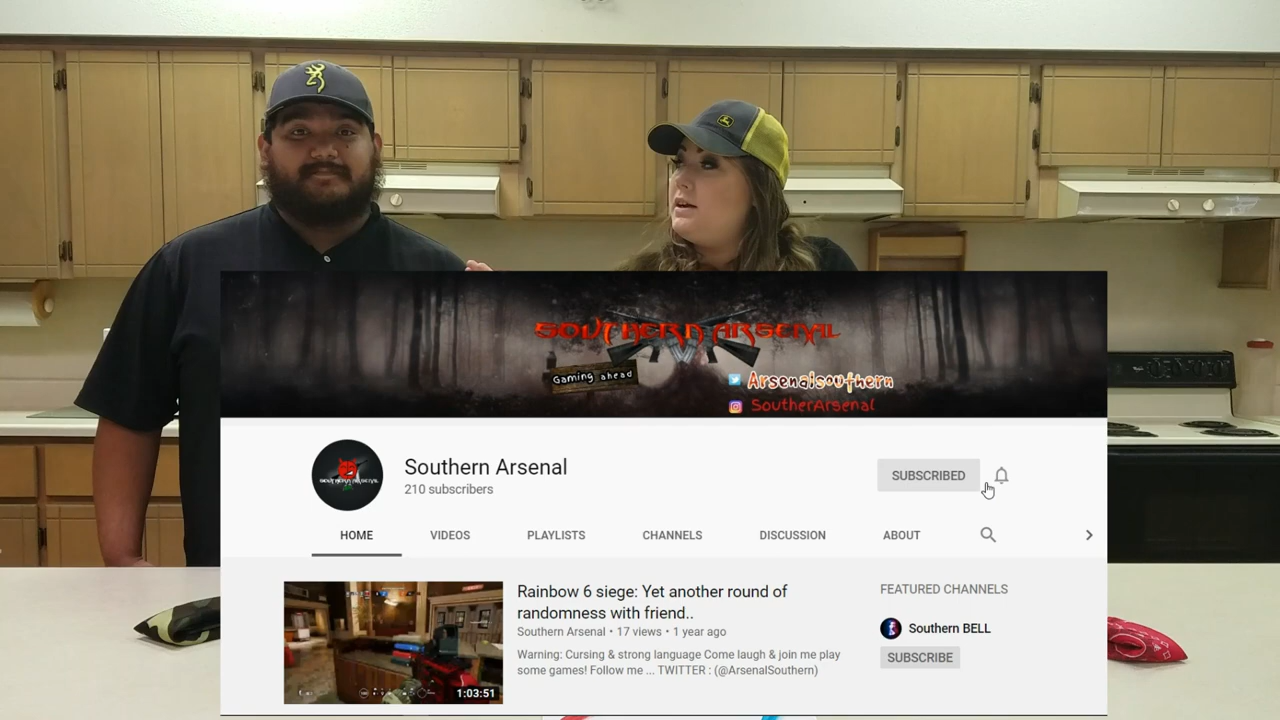 SOUTHERN ARSENAL
Gaming ahead
Arsenalsouthern
SoutherArsenal
SOUTHERN ARSENAL
Southern Arsenal
210 subscribers
SUBSCRIBED
HOME VIDEOS PLAYLISTS CHANNELS DISCUSSION ABOUT
Rainbow 6 siege: Yet another round of
randomness with friend..
Southern Arsenal • 17 views • 1 year ago
Warning: Cursing & strong language Come laugh & join me play
some games! Follow me ... TWITTER : (@ArsenalSouthern)
1:03:51
FEATURED CHANNELS
Southern BELL
SUBSCRIBE